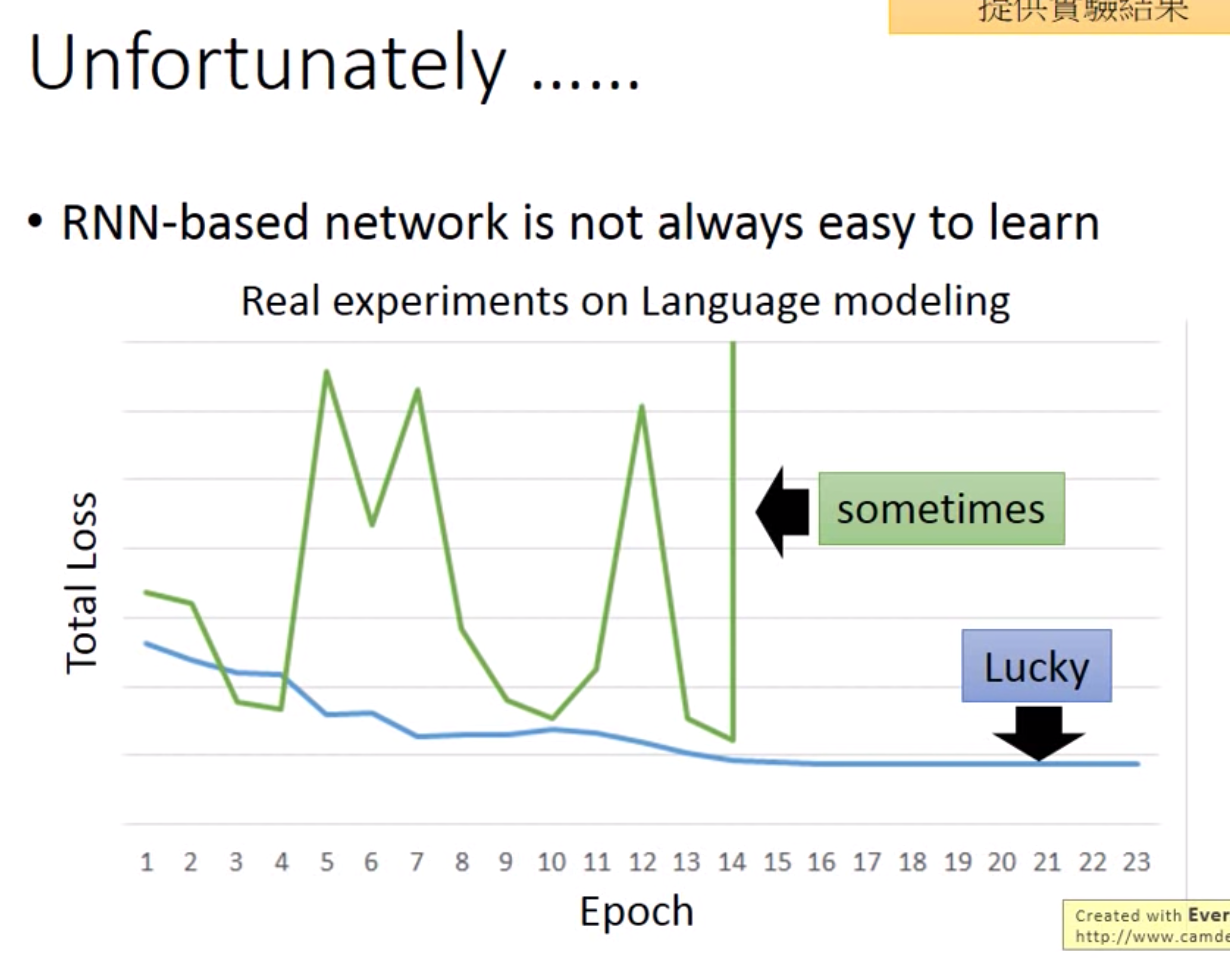 提供實驗結果
Unfortunately ……
• RNN-based network is not always easy to learn
Real experiments on Language modeling
Total Loss
sometimes
Lucky
1 2 3 4 5 6 7 8 9 10 11 12 13 14 15 16 17 18 19 20 21 22 23
Epoch
Created with Ever
http://www.camde